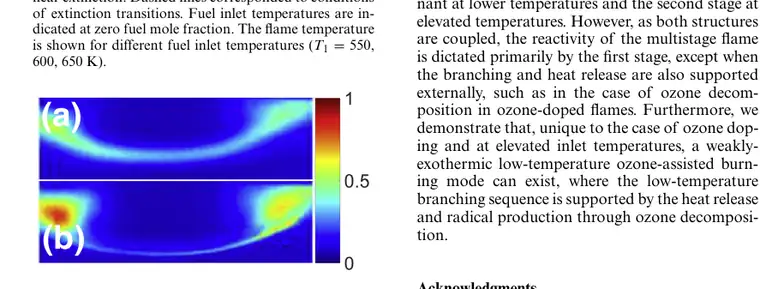 heat extinction. Dashed lines corresponded to conditions
of extinction transitions. Fuel inlet temperatures are in-
dicated at zero fuel mole fraction. The flame temperature
is shown for different fuel inlet temperatures (T1 = 550,
600, 650 K).
(a)
(b)
1
0.5
0
nant at lower temperatures and the second stage at
elevated temperatures. However, as both structures
are coupled, the reactivity of the multistage flame
is dictated primarily by the first stage, except when
the branching and heat release are also supported
externally, such as in the case of ozone decom-
position in ozone-doped flames. Furthermore, we
demonstrate that, unique to the case of ozone dop-
ing and at elevated inlet temperatures, a weakly-
exothermic low-temperature ozone-assisted burn-
ing mode can exist, where the low-temperature
branching sequence is supported by the heat release
and radical production through ozone decomposi-
tion.
Acknowledgments